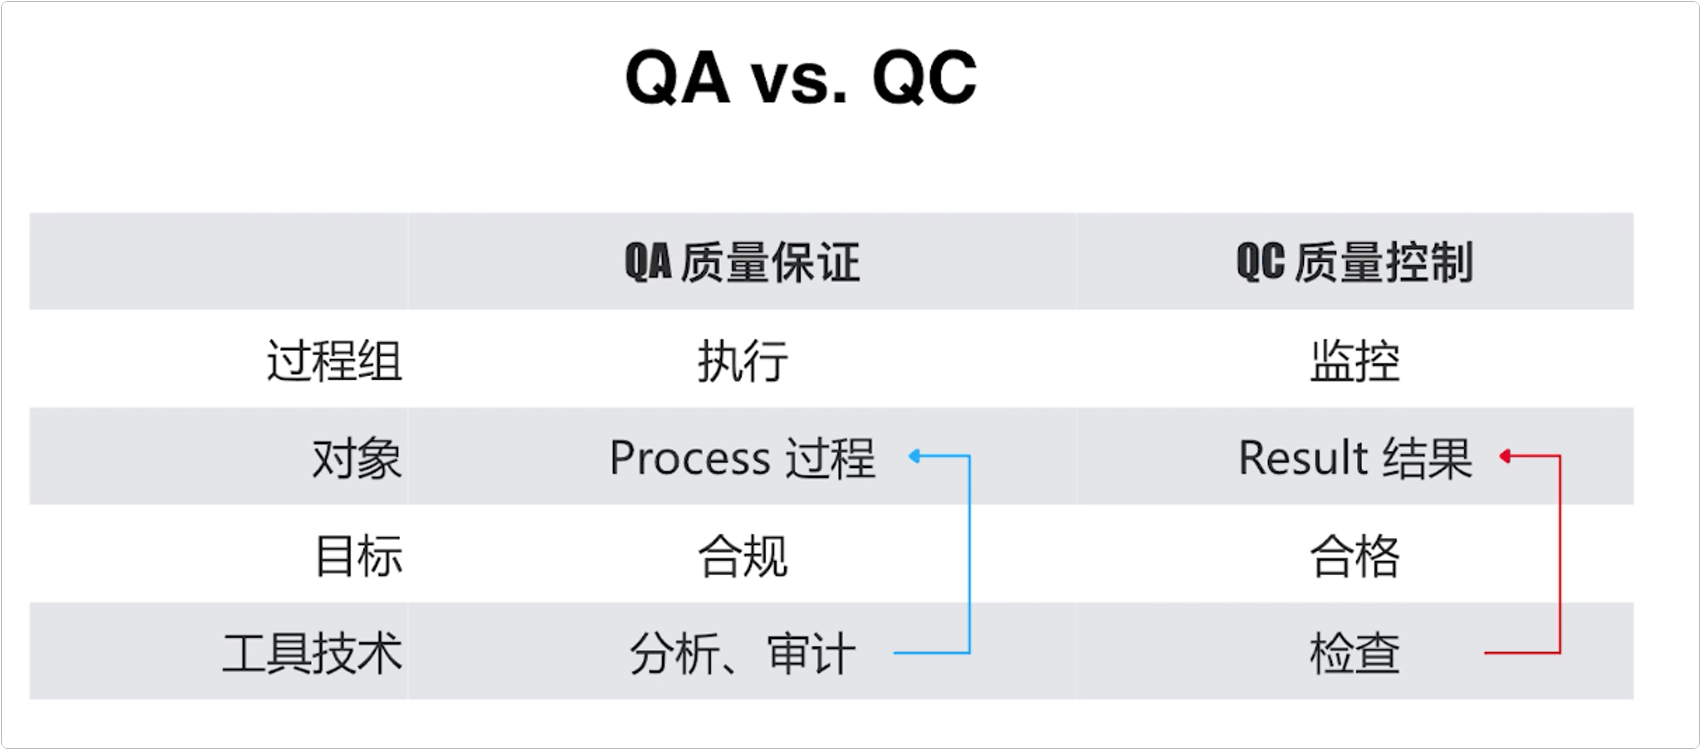 QA vs. QC
QA 质量保证 QC 质量控制
过程组 执行 监控
对象 Process 过程 Result 结果
目标 合规 合格
工具技术 分析、审计 检查